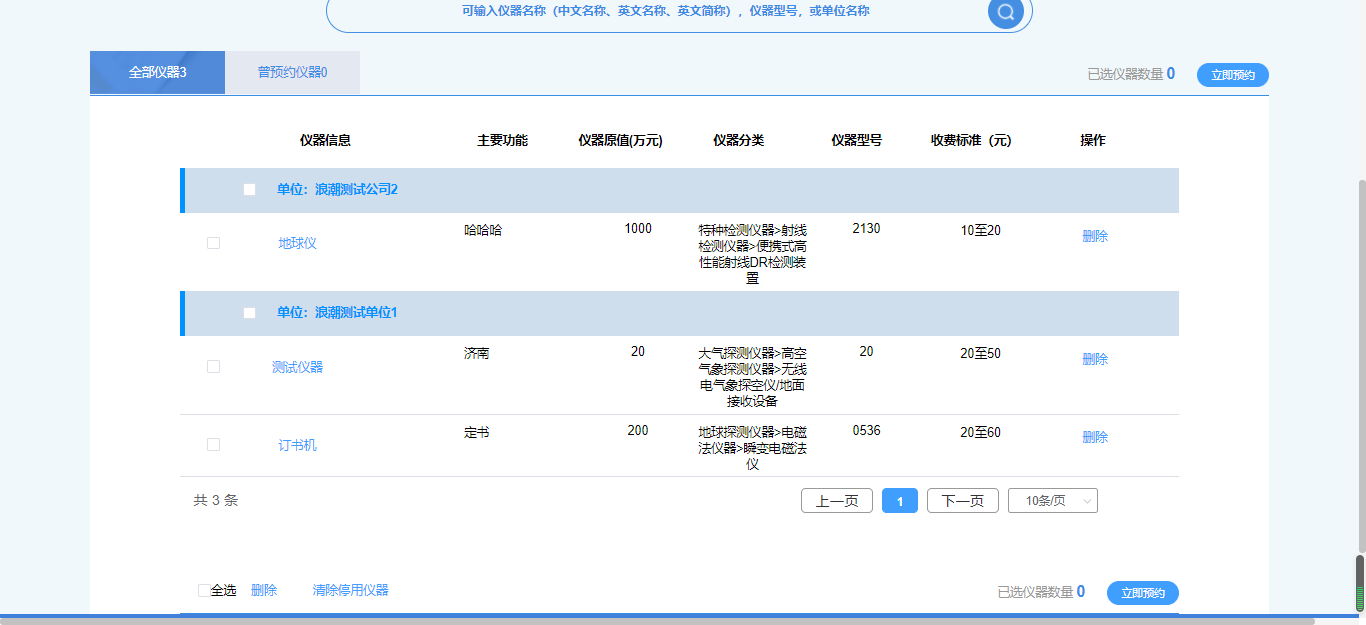 可输入仪器名称（中文名称、英文名称、英文简称）, 仪器型号，或单位名称
全部仪器3
曾预约仪器0
已选仪器数量 0
立即预约
仪器信息 主要功能 仪器原值(万元) 仪器分类 仪器型号 收费标准（元） 操作
单位：浪潮测试公司2
地球仪
哈哈哈
1000
特种检测仪器>射线
检测仪器>便携式高
性能射线DR检测装
置
2130
10至20
删除
单位：浪潮测试单位1
测试仪器
济南
20
大气探测仪器>高空
气象探测仪器>无线
电气象探空仪/地面
接收设备
20
20至50
删除
订书机
定书
200
地球探测仪器>电磁
法仪器>瞬变电磁法
仪
0536
20至60
删除
共 3 条
上一页
1
下一页
10条/页
全选
删除
清除停用仪器
已选仪器数量 0
立即预约